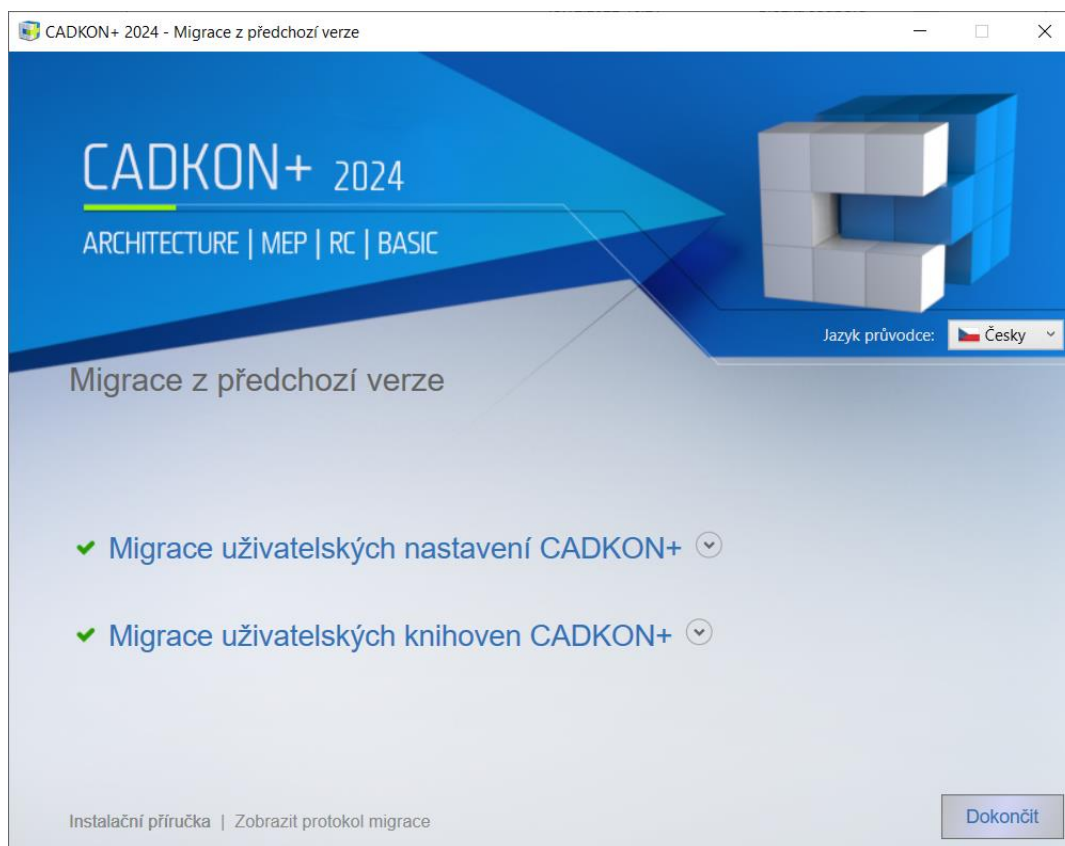 CADKON+ 2024 - Migrace z předchozí verze
CADKON+ 2024
ARCHITECTURE | MEP | RC | BASIC
Jazyk průvodce: Česky
Migrace z předchozí verze
Migrace uživatelských nastavení CADKON+
Migrace uživatelských knihoven CADKON+
Instalační příručka | Zobrazit protokol migrace
Dokončit